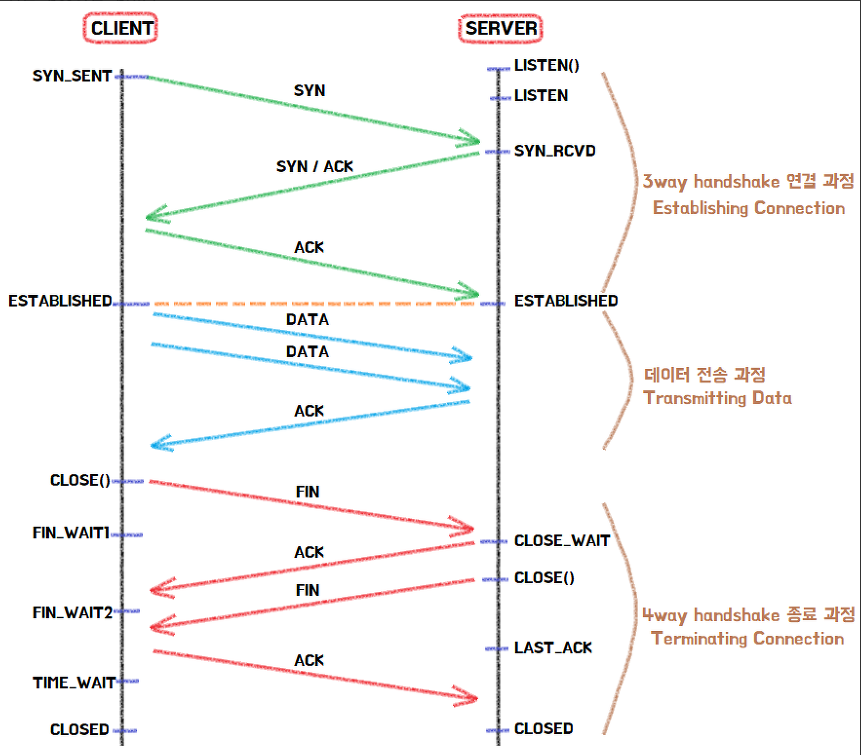 CLIENT
SERVER
LISTEN()
SYN_SENT
SYN
LISTEN
SYN_RCVD
SYN / ACK
3way handshake 연결 과정
Establishing Connection
ACK
ESTABLISHED
ESTABLISHED
DATA
DATA
데이터 전송 과정
Transmitting Data
ACK
CLOSE()
FIN
FIN_WAIT1
CLOSE_WAIT
ACK
CLOSE()
FIN
FIN_WAIT2
4way handshake 종료 과정
Terminating Connection
LAST_ACK
ACK
TIME_WAIT
CLOSED
CLOSED